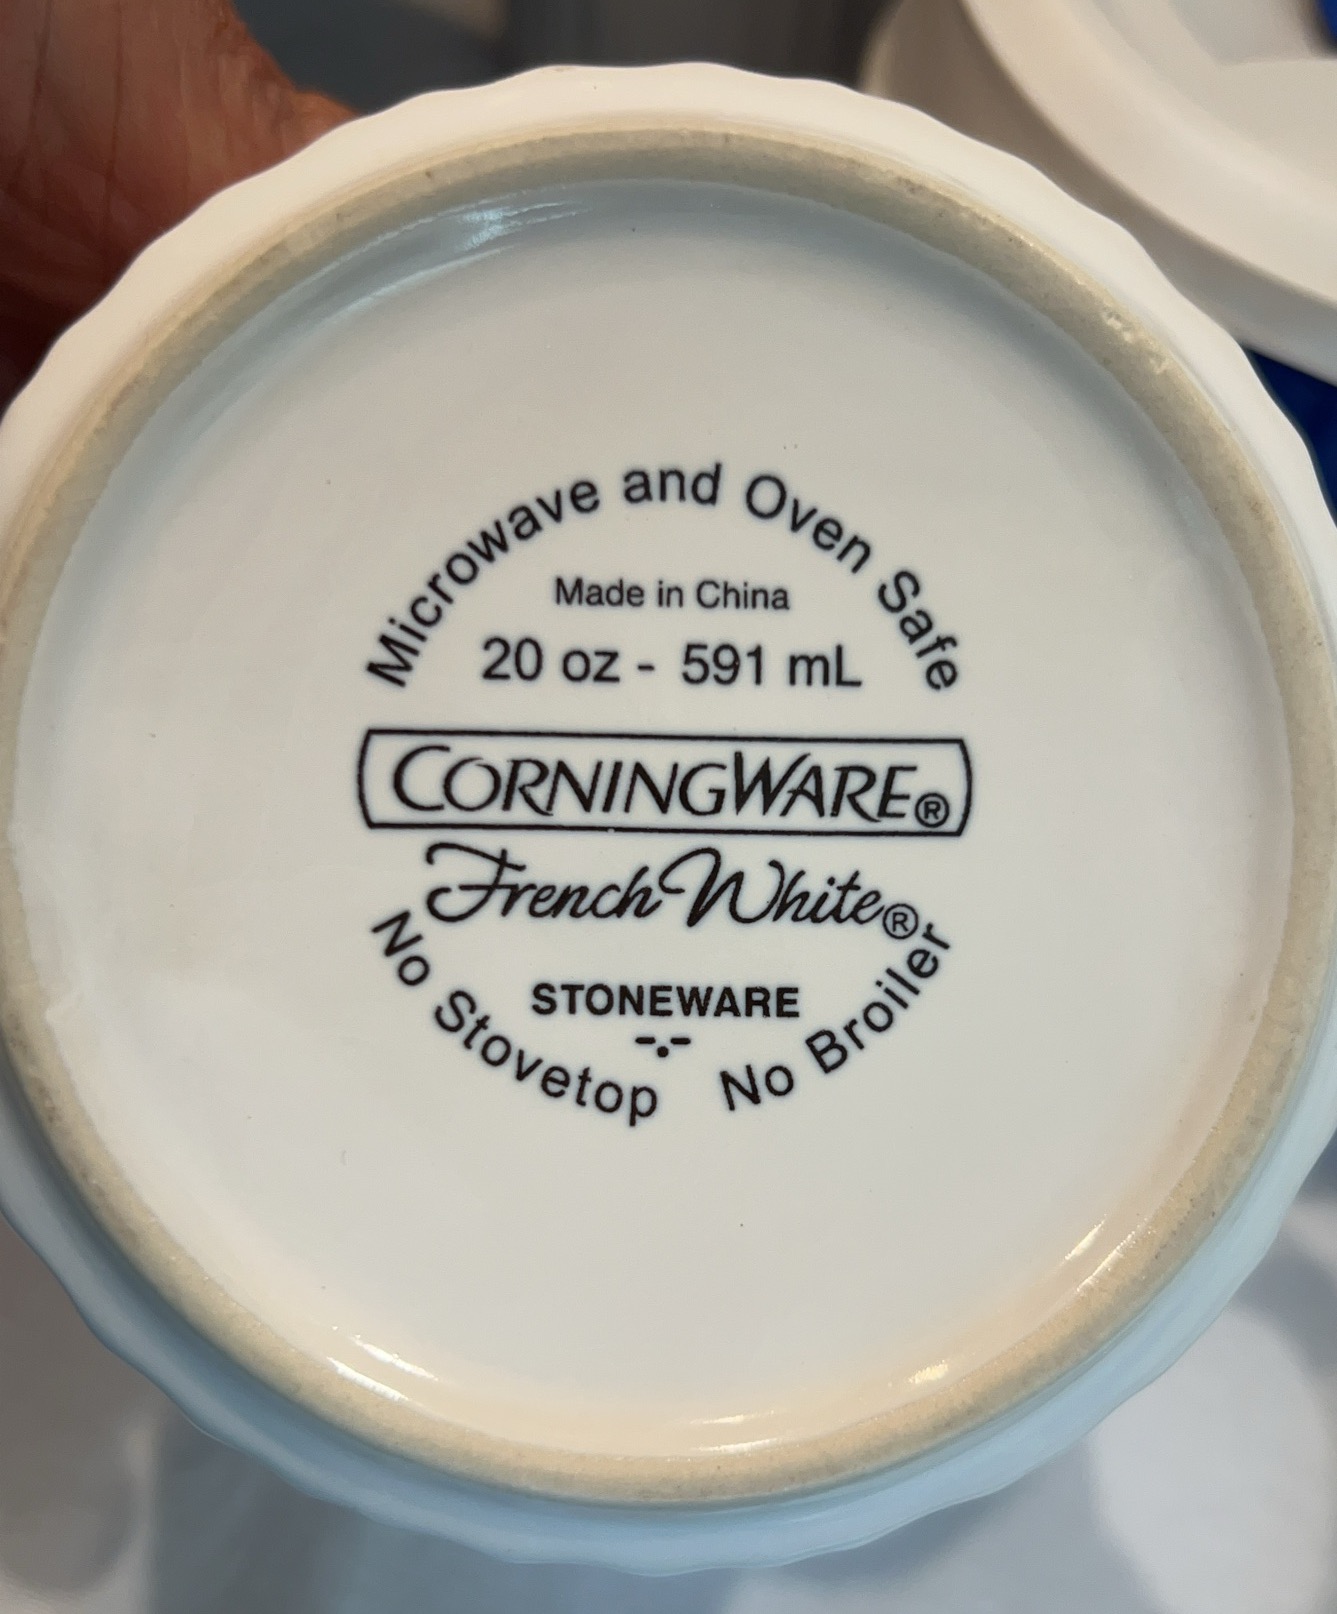 Microwave and Oven Safe
Made in China
20 oz - 591 mL
CORNINGWARE®
French White®
STONEWARE
No Stovetop No Broiler